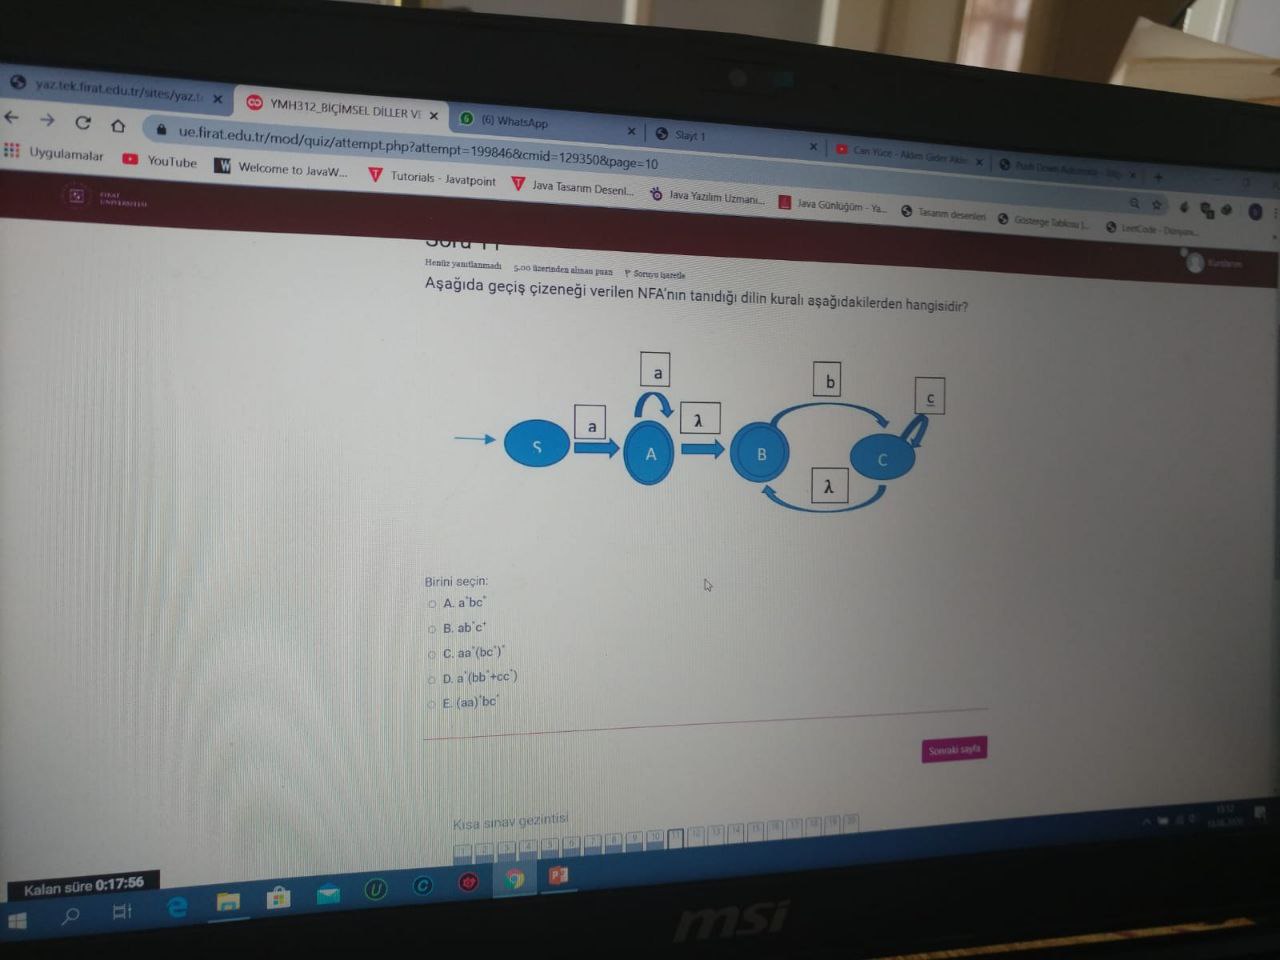 yaz.tek.firat.edu.tr/sites/yaz.t
YMH312_BİÇİMSEL DİLLER VE
(6) WhatsApp
Slayt 1
Can Yüce -
Push Down
ue.firat.edu.tr/mod/quiz/attempt.php?attempt=199846&cmid=129350&page=10
Uygulamalar
YouTube
Welcome to JavaW...
Tutorials - Javatpoint
Java Tasarım Desenl...
Java Yazılım Uzmanı...
Java Günlüğüm - Ya...
Tasarım desenleri
Gösterge Tablosu |...
LeetCode -
FIRAT
ÜNİVERSİTESİ
Soru 11
Henüz yanıtlanmadı
5,00 üzerinden alınan puan
Soruyu işaretle
Aşağıda geçiş çizeneği verilen NFA'nın tanıdığı dilin kuralı aşağıdakilerden hangisidir?
a
b
c
a
λ
S
A
B
C
λ
Birini seçin:
A. a*bc*
B. ab*c+
C. aa*(bc*)*
D. a*(bb*+cc*)
E. (aa)*bc*
Sonraki sayfa
Kısa sınav gezintisi
1 2 3 4 5 6 7 8 9 10 11 12 13 14 15 16 17 18 19 20
Kalan süre 0:17:56
15:12
msi